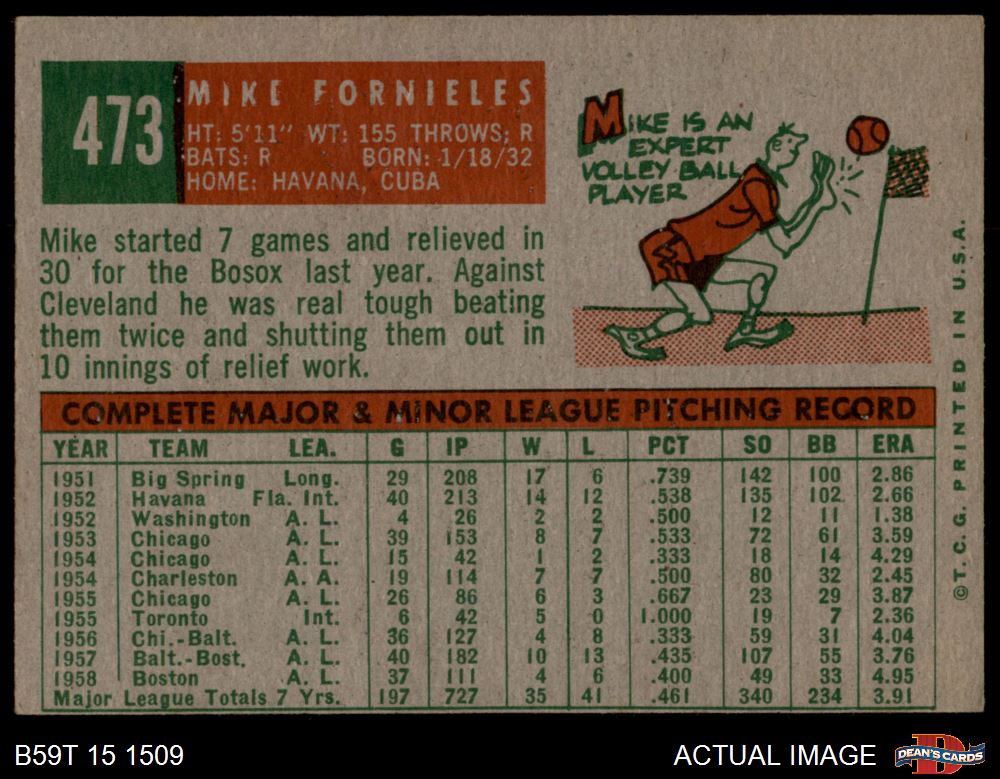 473
MIKE FORNIELES
HT: 5'11" WT: 155 THROWS: R
BATS: R BORN: 1/18/32
HOME: HAVANA, CUBA
MIKE IS AN
EXPERT
VOLLEY BALL
PLAYER
Mike started 7 games and relieved in
30 for the Bosox last year. Against
Cleveland he was real tough beating
them twice and shutting them out in
10 innings of relief work.
COMPLETE MAJOR & MINOR LEAGUE PITCHING RECORD
YEAR TEAM LEA. G IP W L PCT SO BB ERA
1951 Big Spring Long. 29 208 17 6 .739 142 100 2.86
1952 Havana Fla. Int. 40 213 14 12 .538 135 102 2.66
1952 Washington A. L. 4 26 2 2 .500 12 11 1.38
1953 Chicago A. L. 39 153 8 7 .533 72 61 3.59
1954 Chicago A. L. 15 42 1 2 .333 18 14 4.29
1954 Charleston A. A. 19 114 7 7 .500 80 32 2.45
1955 Chicago A. L. 26 86 6 3 .667 23 29 3.87
1955 Toronto Int. 6 42 5 0 1.000 19 7 2.36
1956 Chi.-Balt. A. L. 36 127 4 8 .333 59 31 4.04
1957 Balt.-Bost. A. L. 40 182 10 13 .435 107 55 3.76
1958 Boston A. L. 37 111 4 6 .400 49 33 4.95
Major League Totals 7 Yrs. 197 727 35 41 .461 340 234 3.91
©T. C. G. PRINTED IN U.S.A.
B59T 15 1509
ACTUAL IMAGE
DEAN'S CARDS